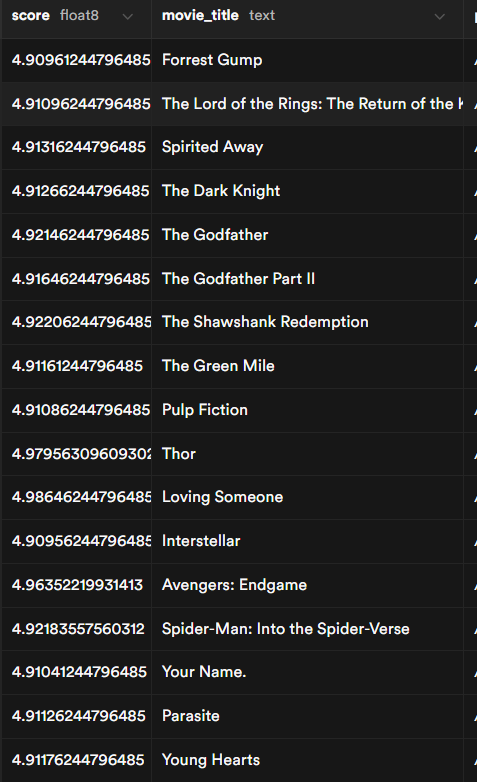 score float8 movie_title text
4.90961244796485 Forrest Gump
4.91096244796485 The Lord of the Rings: The Return of the K
4.91316244796485 Spirited Away
4.91266244796485 The Dark Knight
4.92146244796485 The Godfather
4.91646244796485 The Godfather Part II
4.92206244796485 The Shawshank Redemption
4.91161244796485 The Green Mile
4.91086244796485 Pulp Fiction
4.97956309609302 Thor
4.98646244796485 Loving Someone
4.90956244796485 Interstellar
4.96352219931413 Avengers: Endgame
4.92183557560312 Spider-Man: Into the Spider-Verse
4.91041244796485 Your Name.
4.91126244796485 Parasite
4.91176244796485 Young Hearts